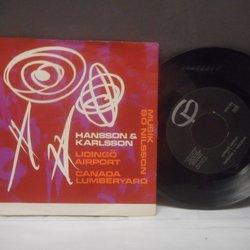 MUSIK
BO NILSSON
HANSSON &
KARLSSON
LIDINGÖ
AIRPORT
CANADA
LUMBERYARD